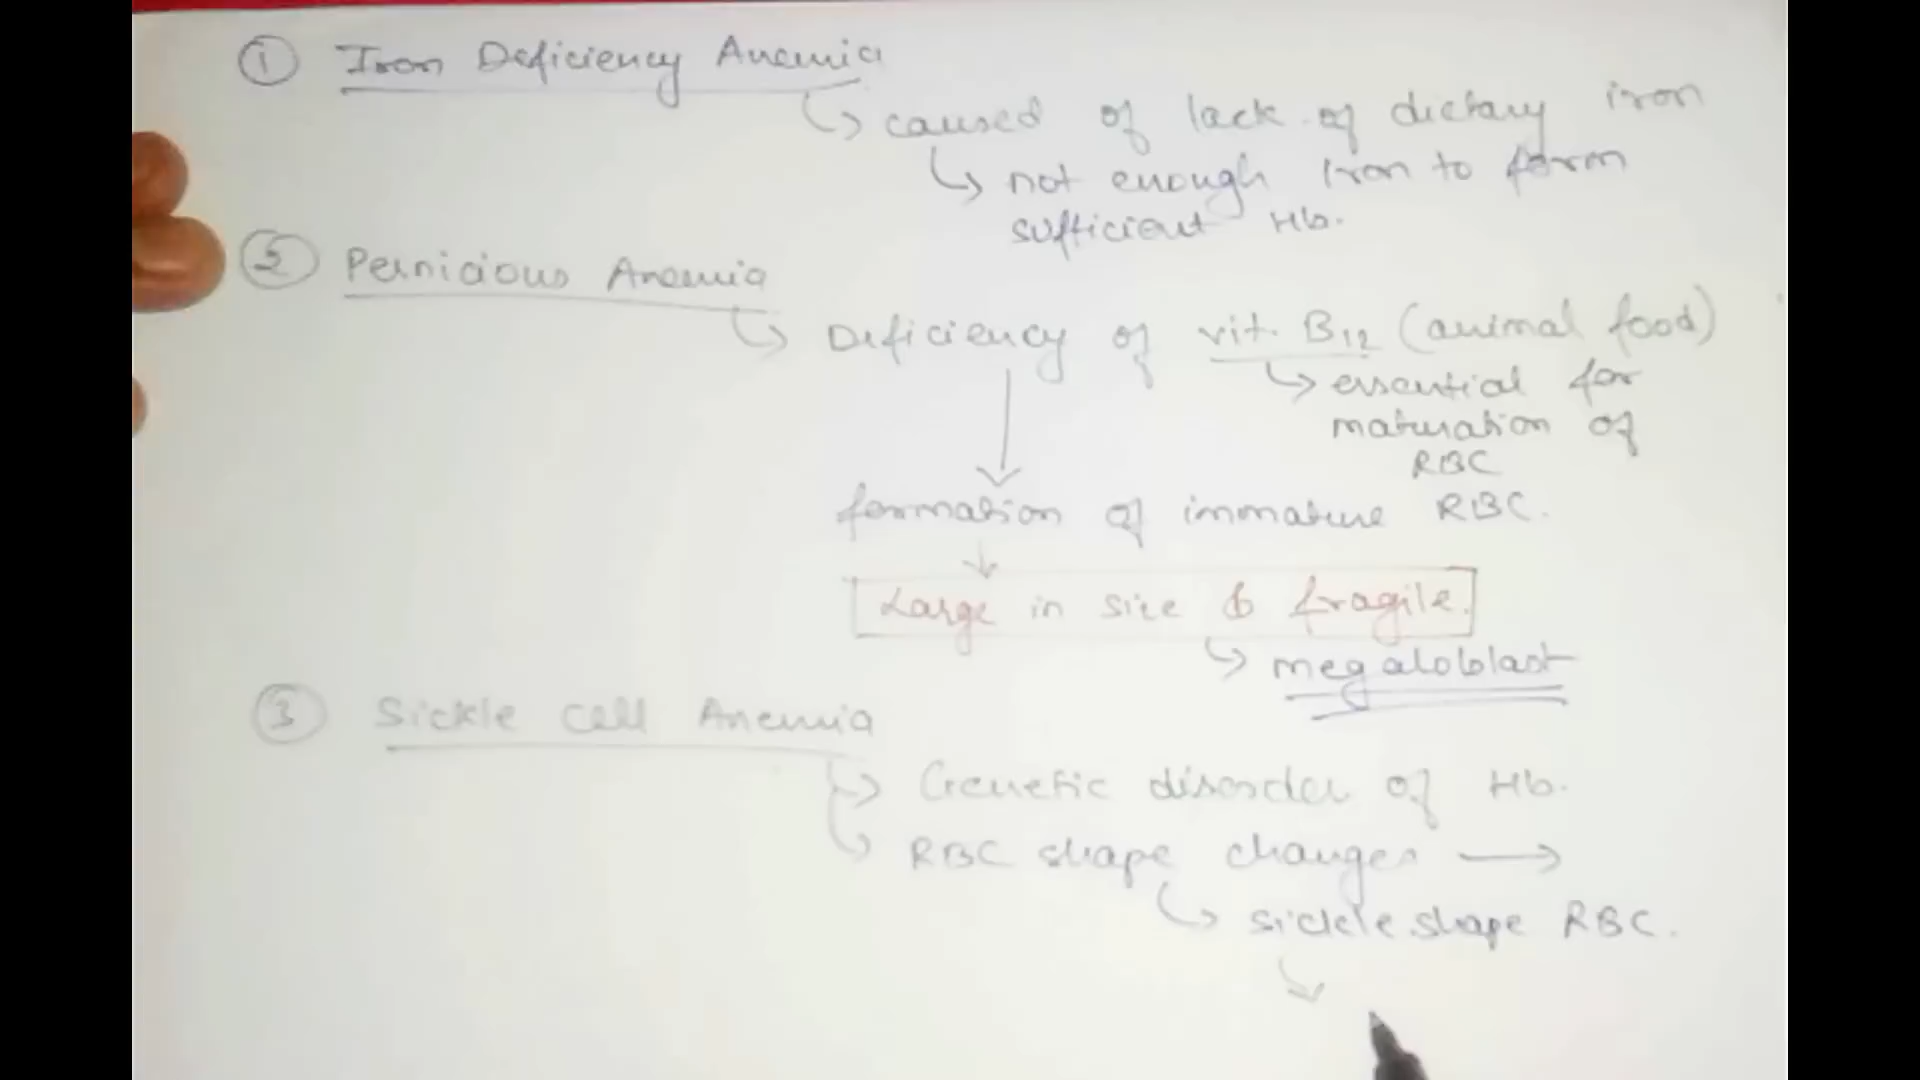 ① Iron Deficiency Anemia
↳ caused of lack of dietary iron
↳ not enough Iron to form
sufficient Hb.
② Pernicious Anemia
↳ Deficiency of vit. B12 (animal food)
↳ essential for
maturation of
RBC
formation of immature RBC.
Large in size & fragile.
↳ megaloblast
③ Sickle Cell Anemia
↳ Genetic disorder of Hb.
↳ RBC shape changes →
↳ sickle shape RBC.